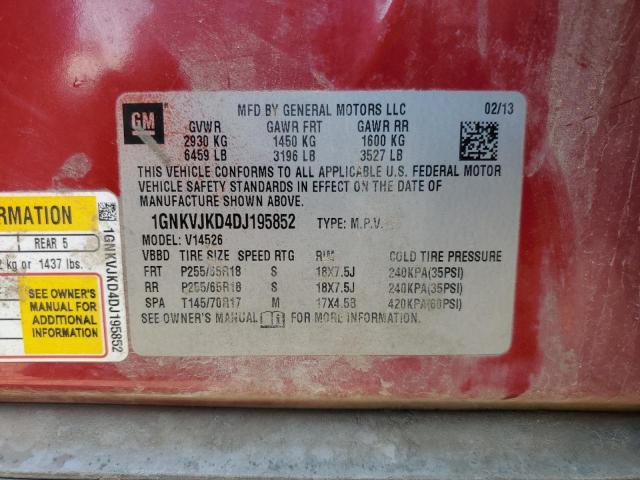 GM
MFD BY GENERAL MOTORS LLC 02/13
GVWR GAWR FRT GAWR RR
2930 KG 1450 KG 1600 KG
6459 LB 3196 LB 3527 LB
THIS VEHICLE CONFORMS TO ALL APPLICABLE U.S. FEDERAL MOTOR
VEHICLE SAFETY STANDARDS IN EFFECT ON THE DATE OF
MANUFACTURE SHOWN ABOVE.
1GNKVJKD4DJ195852 TYPE: M.P.V.
MODEL: V14526
VBBD TIRE SIZE SPEED RTG RIM COLD TIRE PRESSURE
FRT P255/65R18 S 18X7.5J 240KPA(35PSI)
RR P255/65R18 S 18X7.5J 240KPA(35PSI)
SPA T145/70R17 M 17X4.5B 420KPA(60PSI)
SEE OWNER'S MANUAL FOR MORE INFORMATION.
ORMATION
REAR 5
kg or 1437 lbs.
SEE OWNER'S
MANUAL FOR
ADDITIONAL
INFORMATION
1GNKVJKD4DJ195852